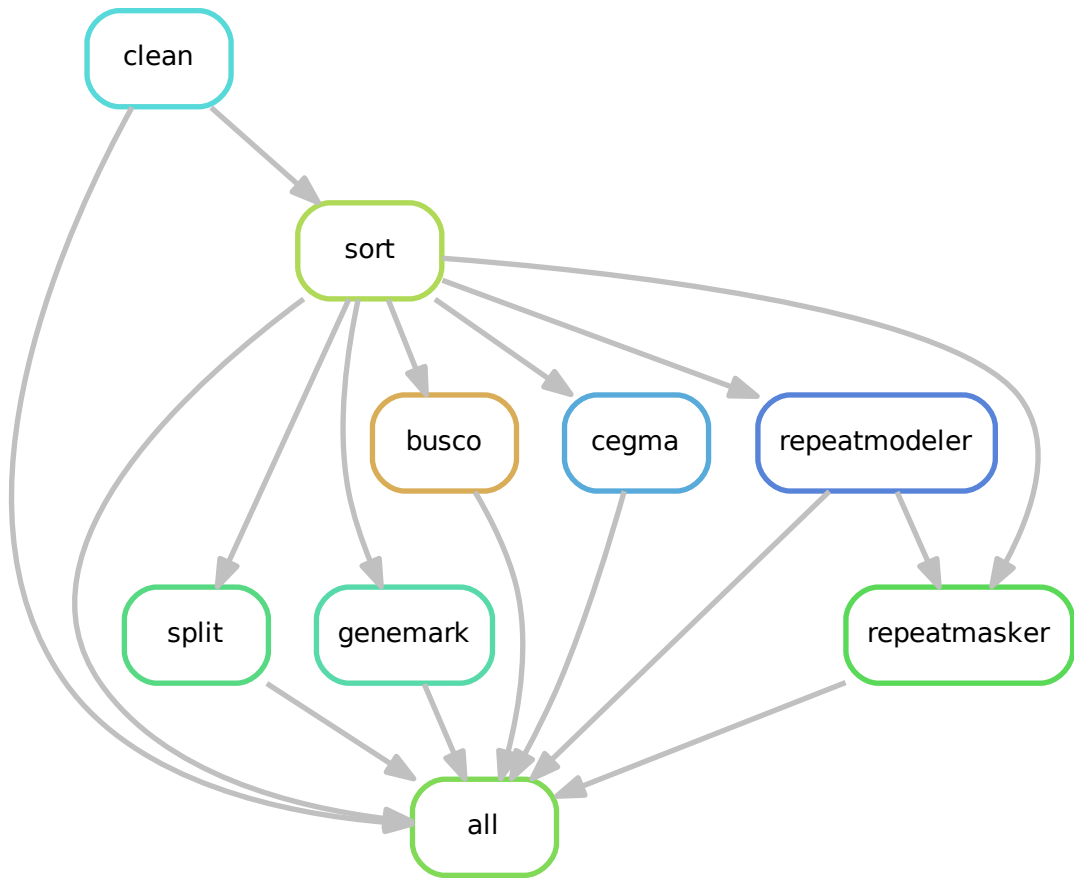 clean
sort
busco
cegma
repeatmodeler
split
genemark
repeatmasker
all